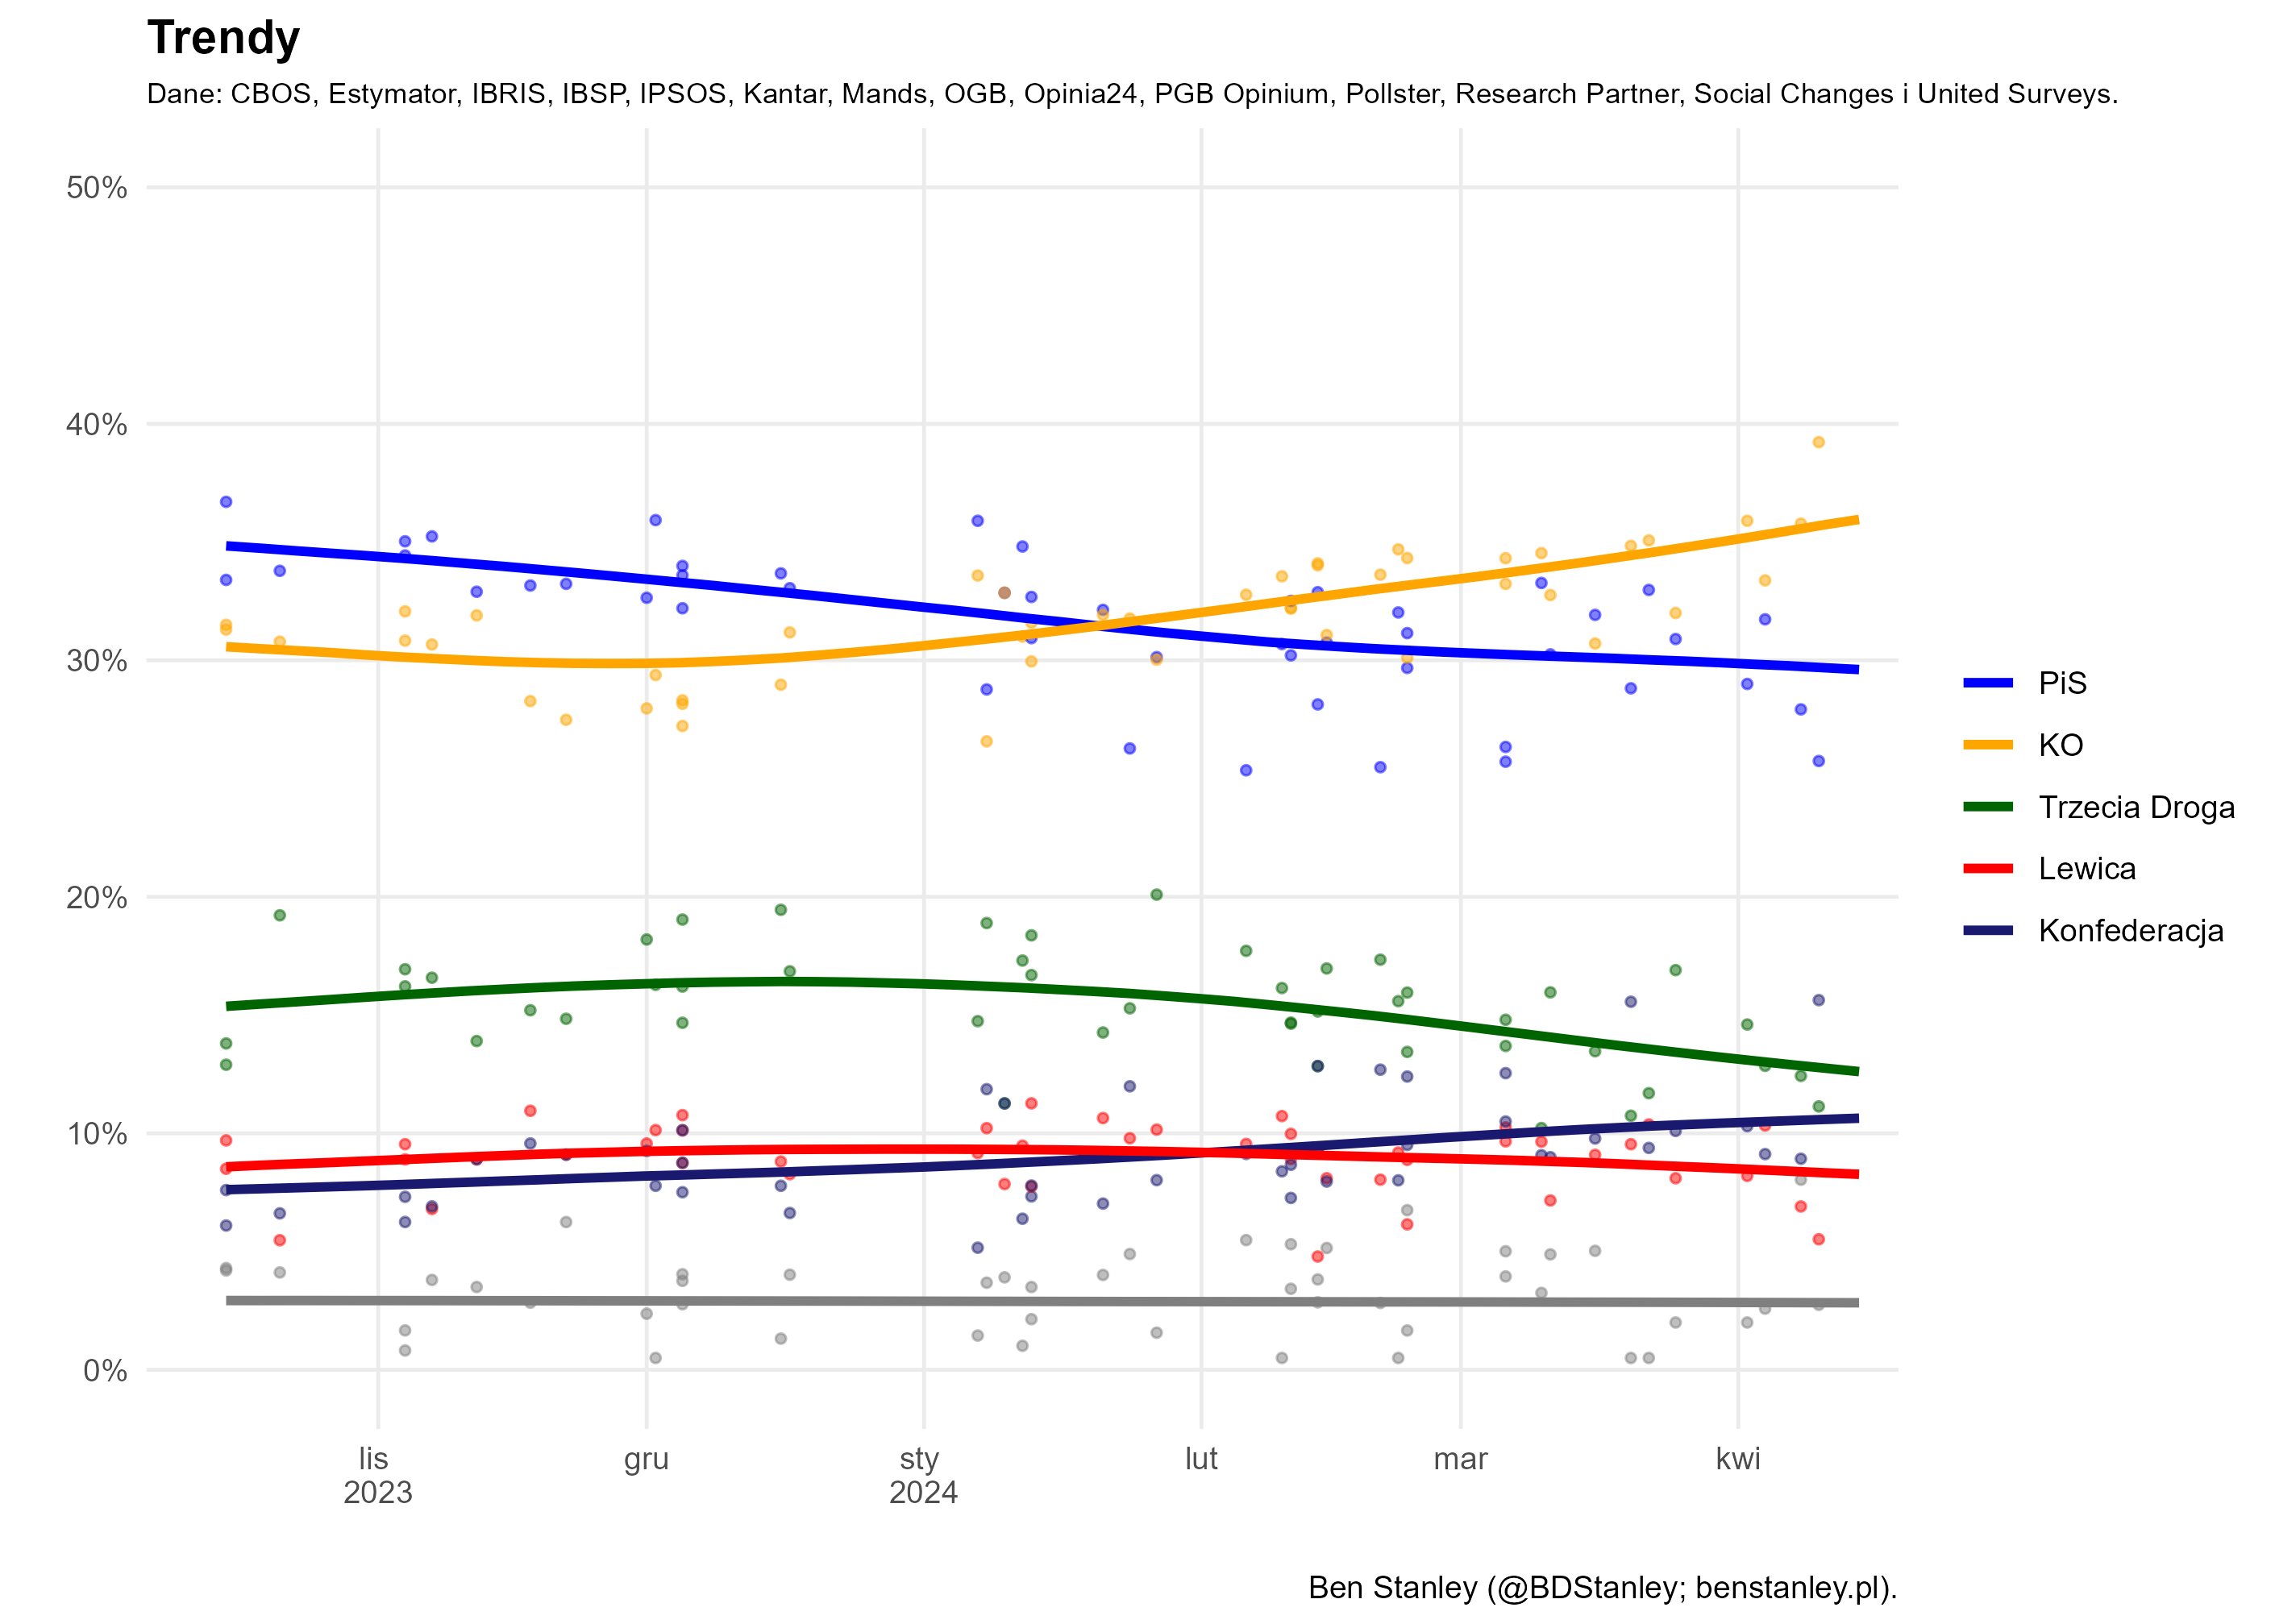 Trendy
Dane: CBOS, Estymator, IBRIS, IBSP, IPSOS, Kantar, Mands, OGB, Opinia24, PGB Opinium, Pollster, Research Partner, Social Changes i United Surveys.
50%
40%
30%
20%
10%
0%
PiS
KO
Trzecia Droga
Lewica
Konfederacja
lis
2023
gru
sty
2024
lut
mar
kwi
Ben Stanley (@BDStanley; benstanley.pl).